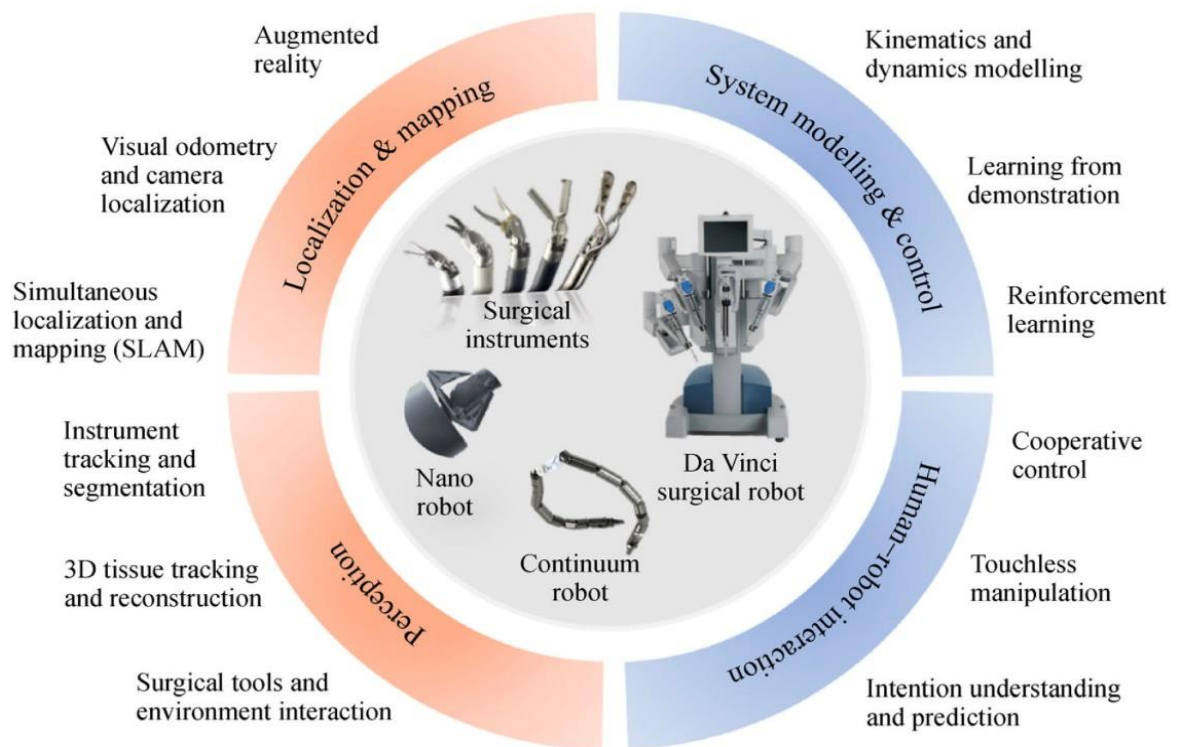 Augmented
reality
Visual odometry
and camera
localization
Simultaneous
localization and
mapping (SLAM)
Localization & mapping
Kinematics and
dynamics modelling
Learning from
demonstration
Reinforcement
learning
System modelling & control
Surgical
instruments
Nano
robot
Continuum
robot
Da Vinci
surgical robot
Instrument
tracking and
segmentation
3D tissue tracking
and reconstruction
Surgical tools and
environment interaction
Perception
Cooperative
control
Touchless
manipulation
Intention understanding
and prediction
Human–robot interaction